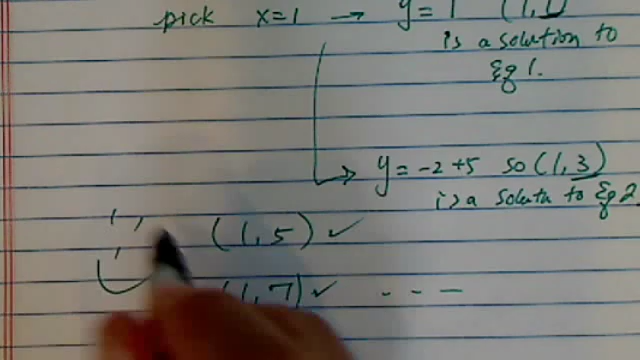 pick x=1 → y=1 (1,1)
is a solution to
Eq 1.
y=-2+5 so (1,3)
is a soluth to Eq 2
(1,5) ✓
(1,7) ✓ - - -